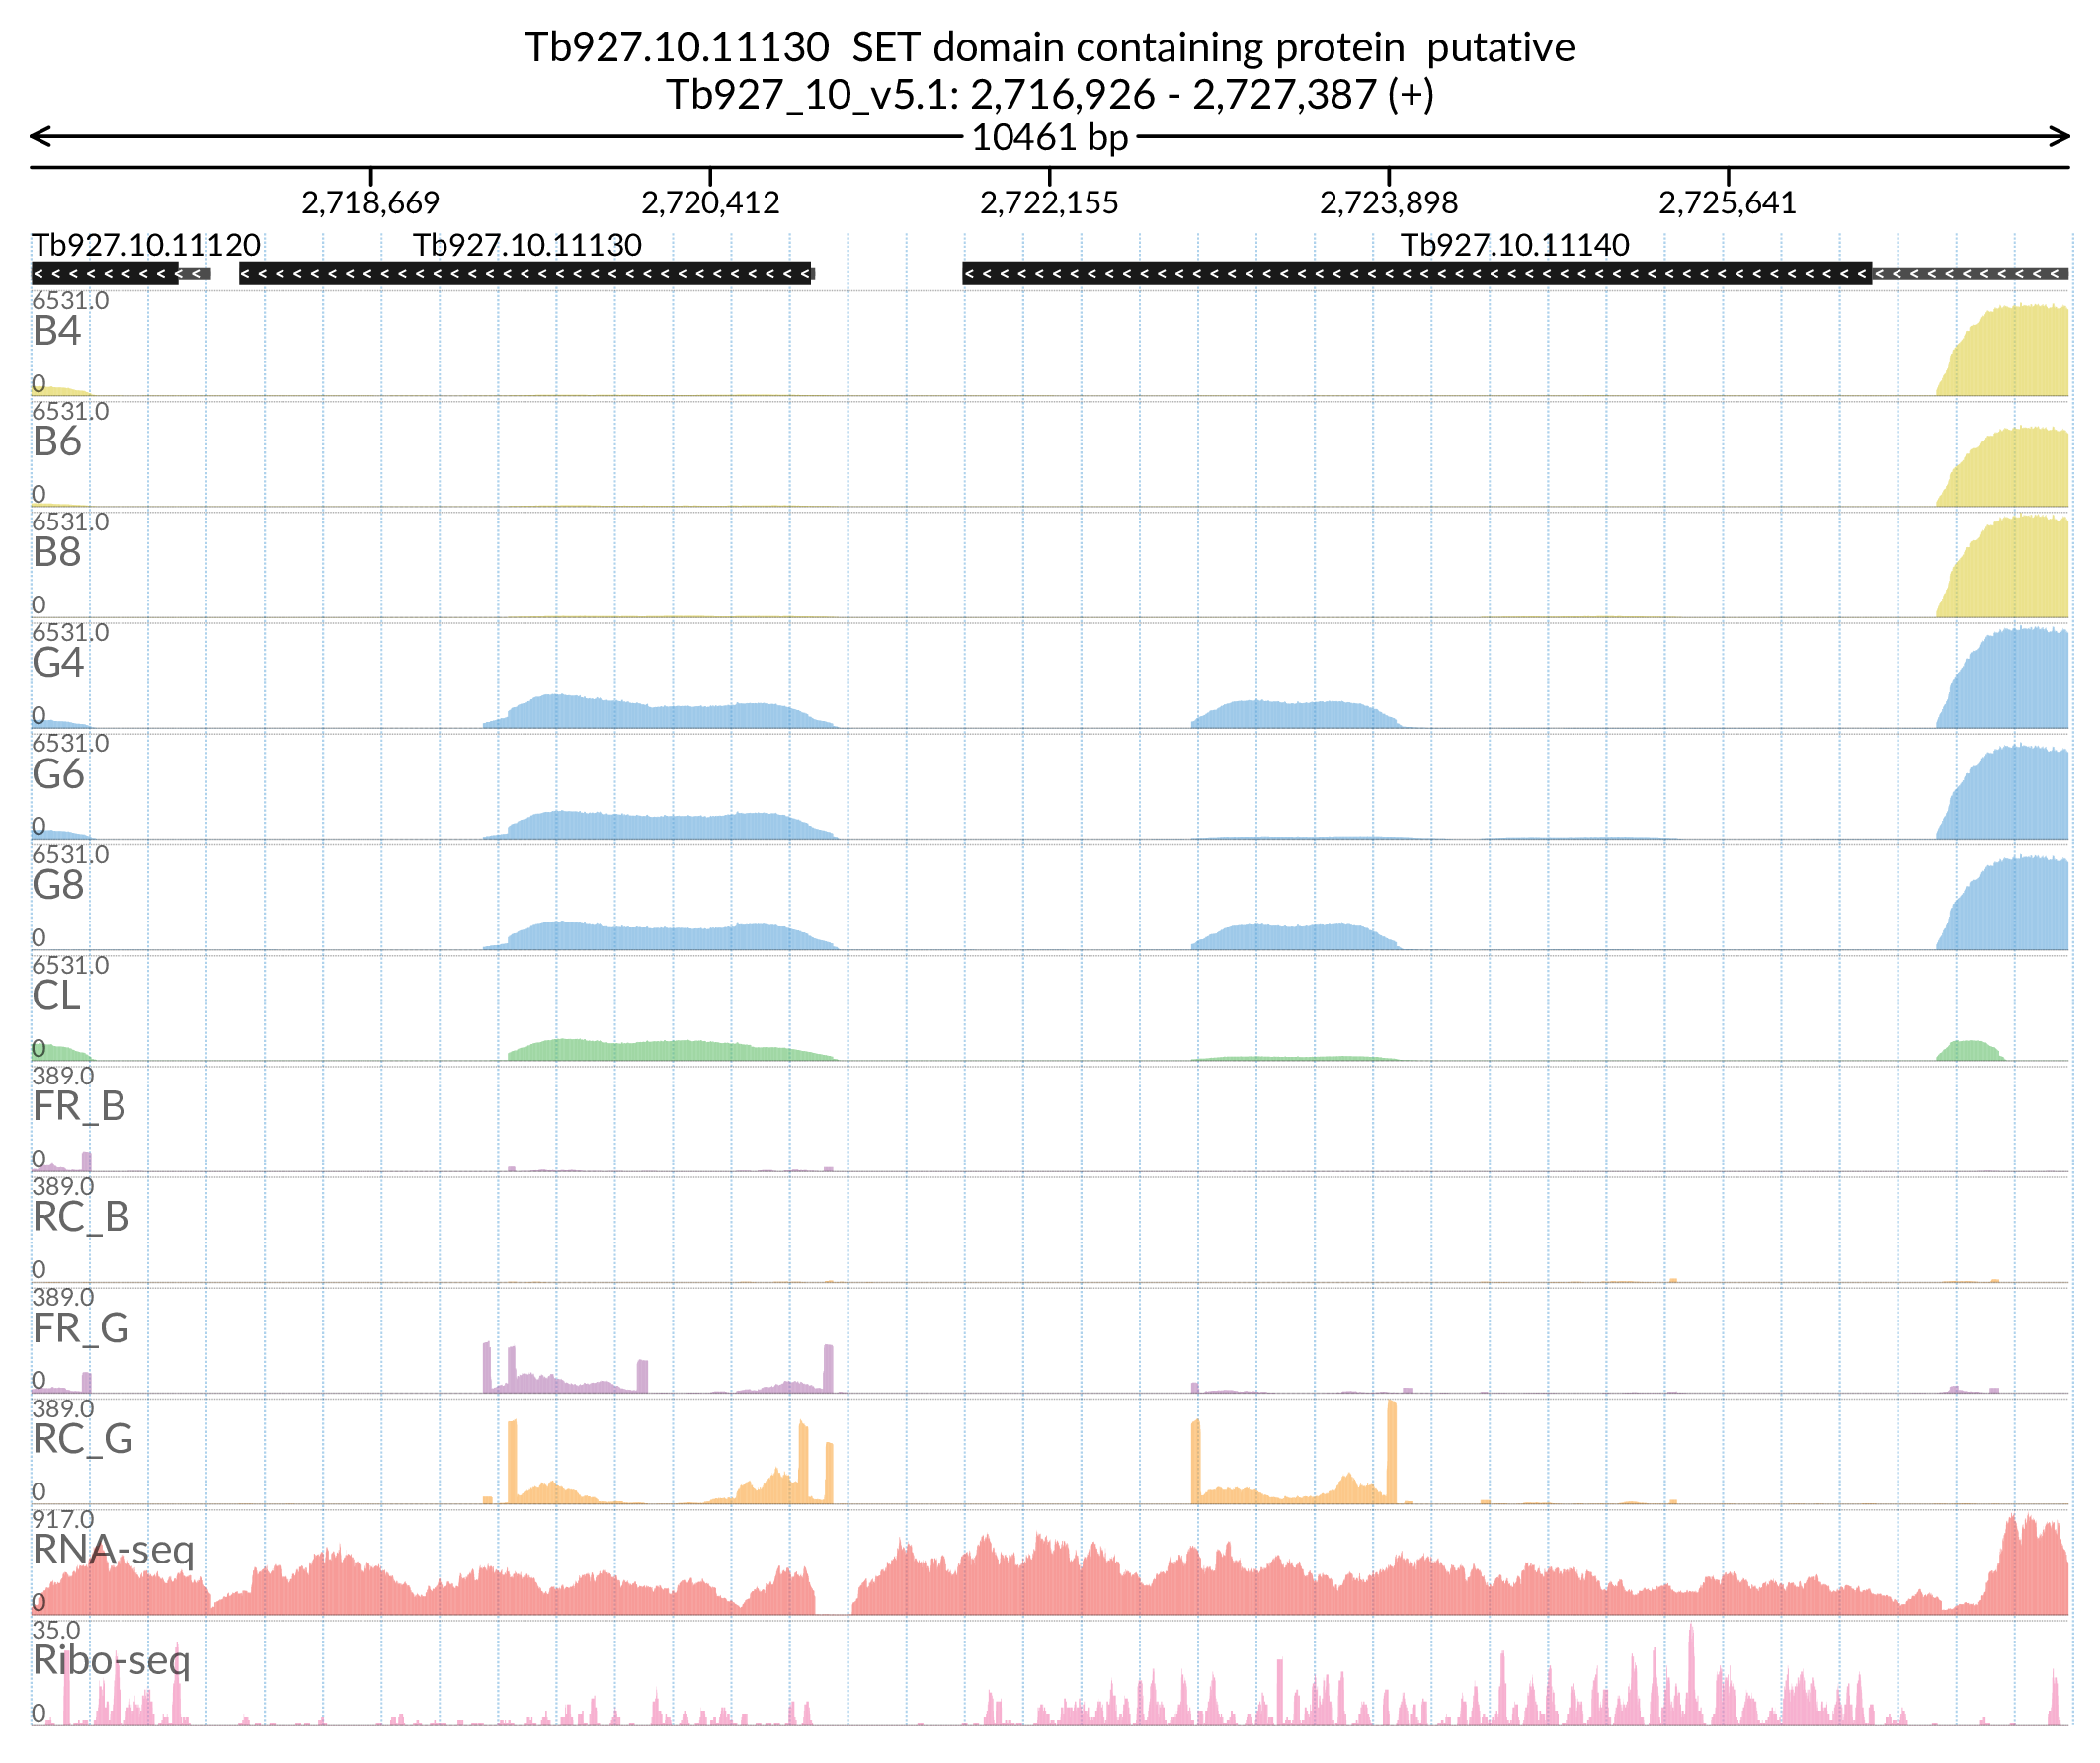 Tb927.10.11130 SET domain containing protein putative
Tb927_10_v5.1: 2,716,926 - 2,727,387 (+)
10461 bp
2,718,669 2,720,412 2,722,155 2,723,898 2,725,641
Tb927.10.11120 Tb927.10.11130 Tb927.10.11140
6531.0
B4
0
6531.0
B6
0
6531.0
B8
0
6531.0
G4
0
6531.0
G6
0
6531.0
G8
0
6531.0
CL
0
389.0
FR_B
0
389.0
RC_B
0
389.0
FR_G
0
389.0
RC_G
0
917.0
RNA-seq
0
35.0
Ribo-seq
0